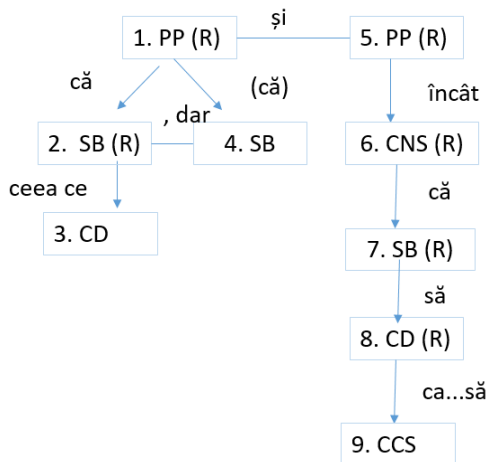 și
1. PP (R)
5. PP (R)
că
(că)
încât
, dar
2. SB (R)
4. SB
6. CNS (R)
ceea ce
că
3. CD
7. SB (R)
să
8. CD (R)
ca...să
9. CCS